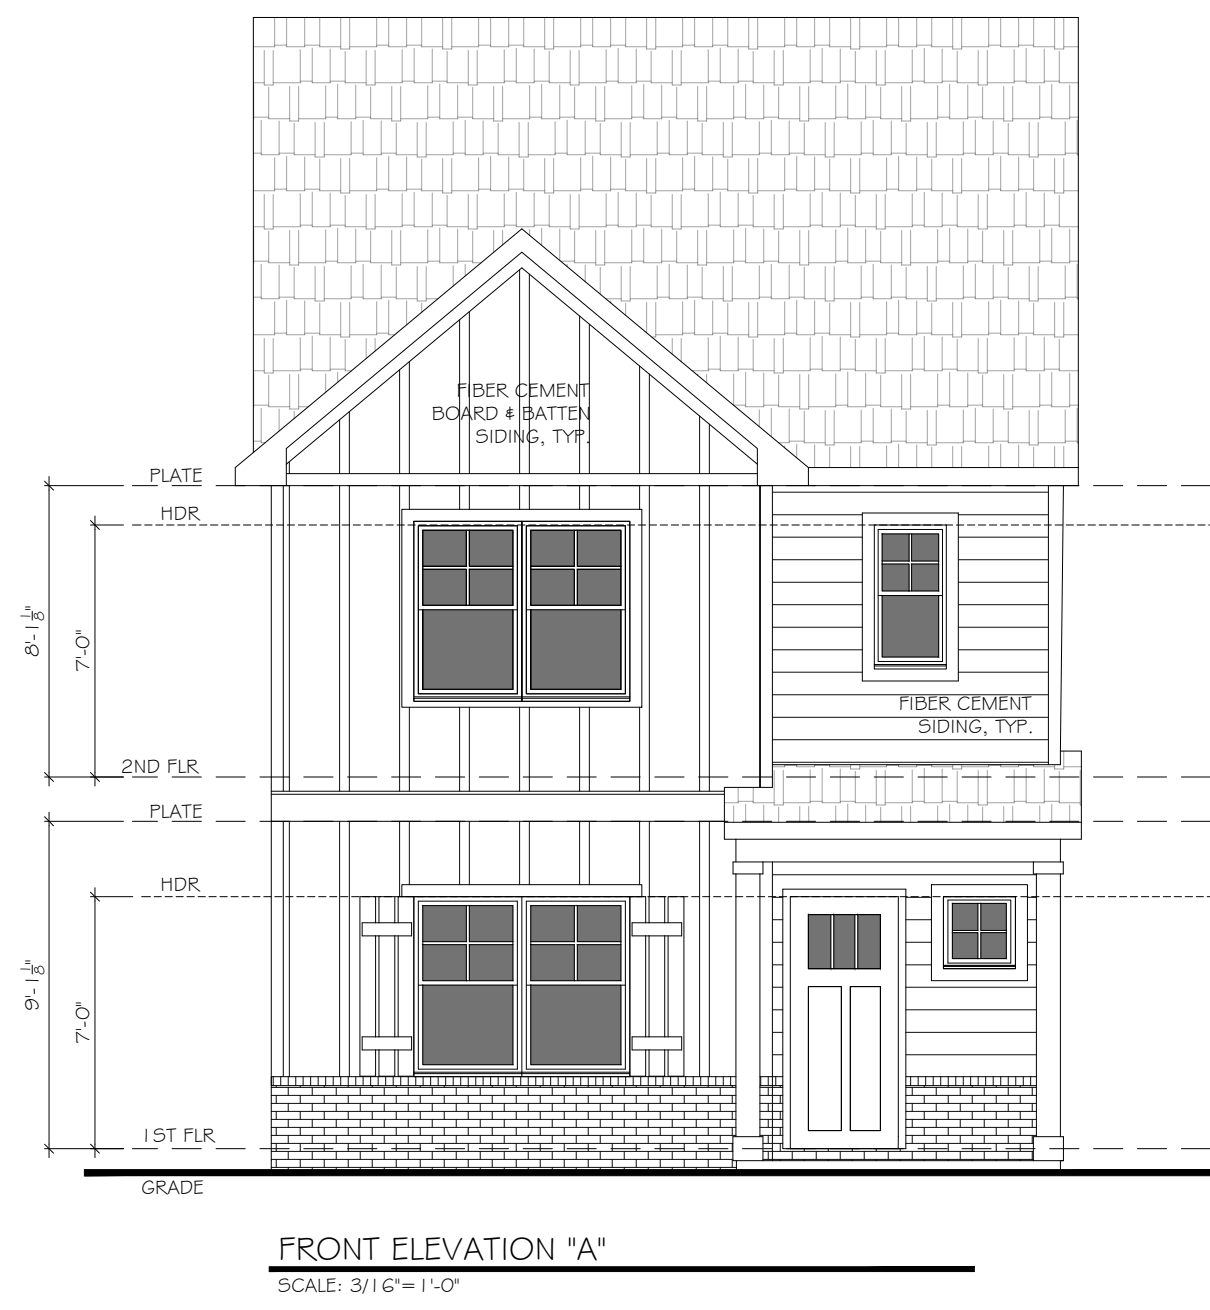 FIBER CEMENT
BOARD & BATTEN
SIDING, TYP.
PLATE
HDR
8'-1 1/8"
7'-0"
FIBER CEMENT
SIDING, TYP.
2ND FLR
PLATE
HDR
9'-1 1/8"
7'-0"
1ST FLR
GRADE
FRONT ELEVATION "A"
SCALE: 3/16"=1'-0"